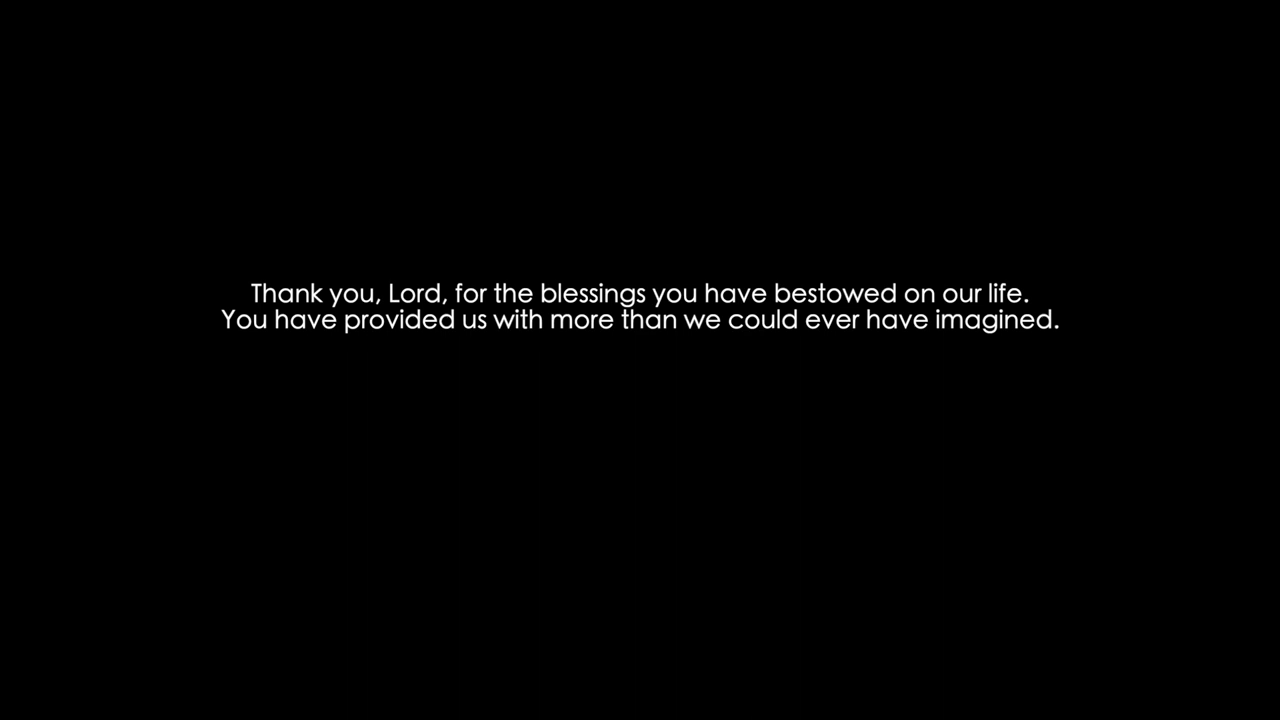 Thank you, Lord, for the blessings you have bestowed on our life.
You have provided us with more than we could ever have imagined.